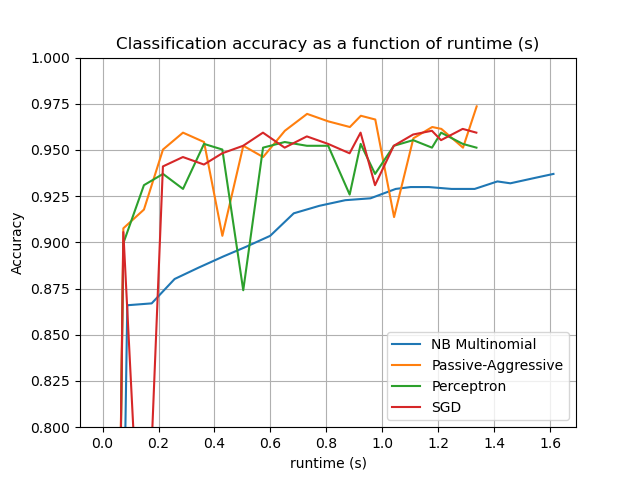 Classification accuracy as a function of runtime (s)
1.000
0.975
0.950
0.925
0.900
0.875
0.850
0.825
0.800
Accuracy
NB Multinomial
Passive-Aggressive
Perceptron
SGD
0.0 0.2 0.4 0.6 0.8 1.0 1.2 1.4 1.6
runtime (s)